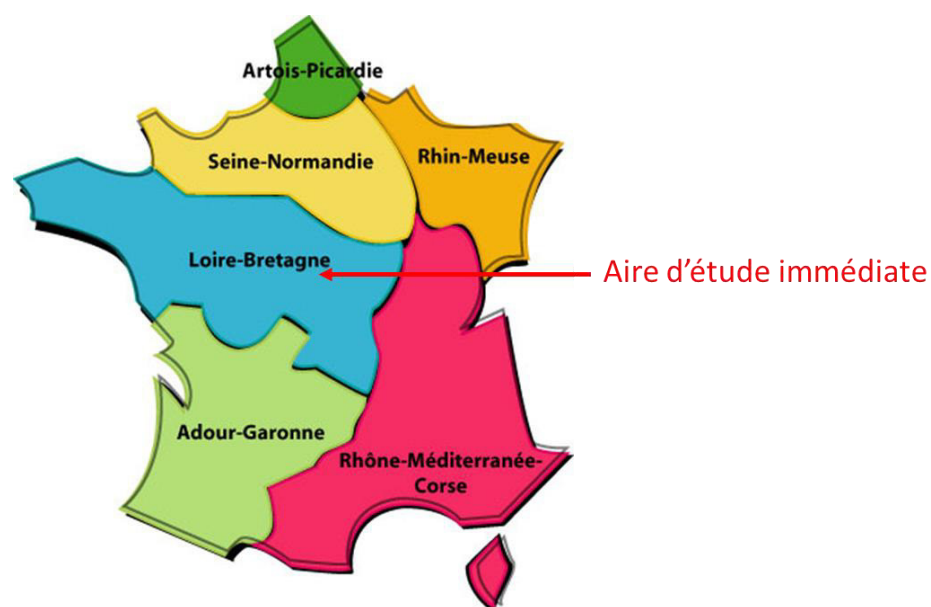 Artois-Picardie
Seine-Normandie
Rhin-Meuse
Loire-Bretagne
Aire d’étude immédiate
Adour-Garonne
Rhône-Méditerranée-
Corse